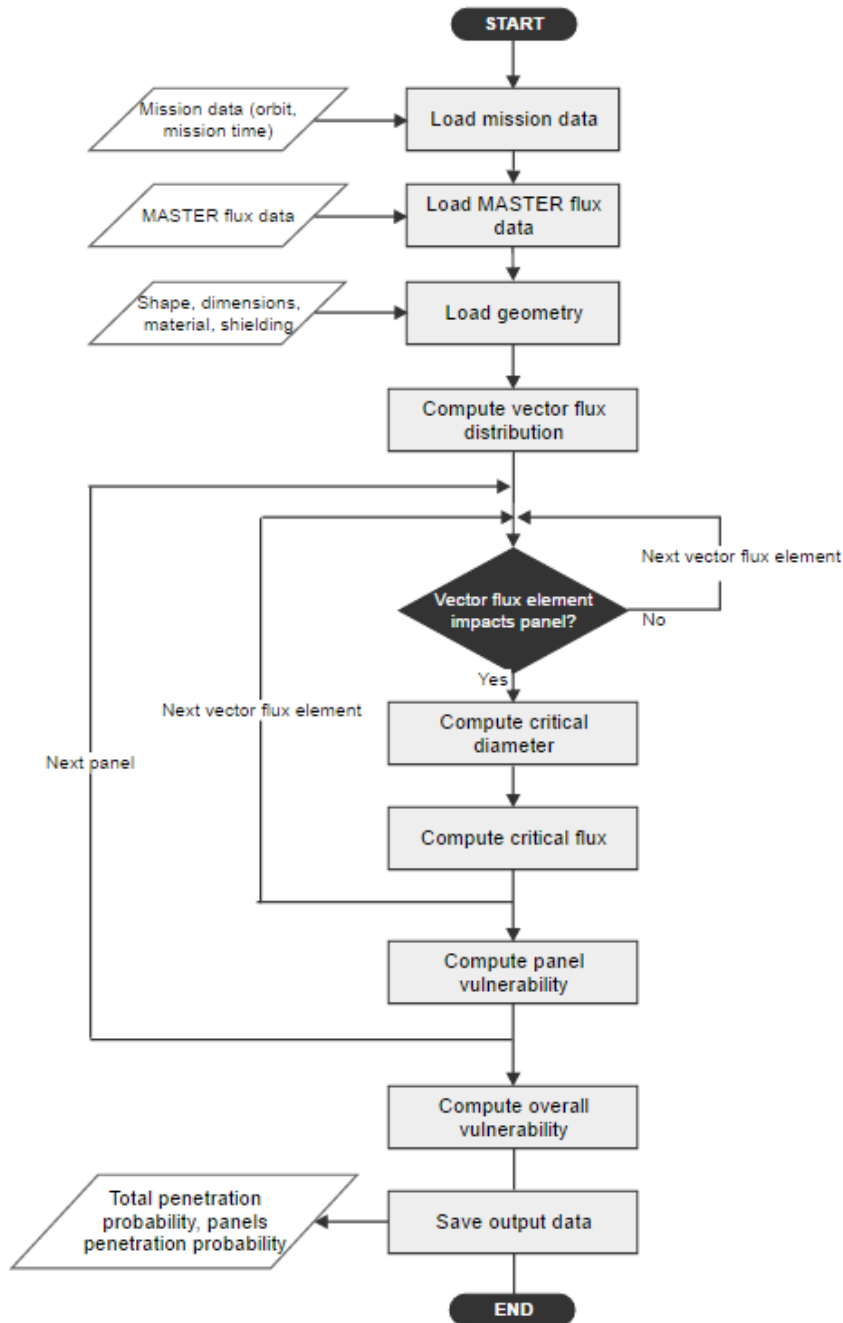 START
Mission data (orbit,
mission time)
Load mission data
MASTER flux data
Load MASTER flux
data
Shape, dimensions,
material, shielding
Load geometry
Compute vector flux
distribution
Next vector flux element
Vector flux element
impacts panel?
No
Yes
Next vector flux element
Compute critical
diameter
Next panel
Compute critical flux
Compute panel
vulnerability
Compute overall
vulnerability
Total penetration
probability, panels
penetration probability
Save output data
END